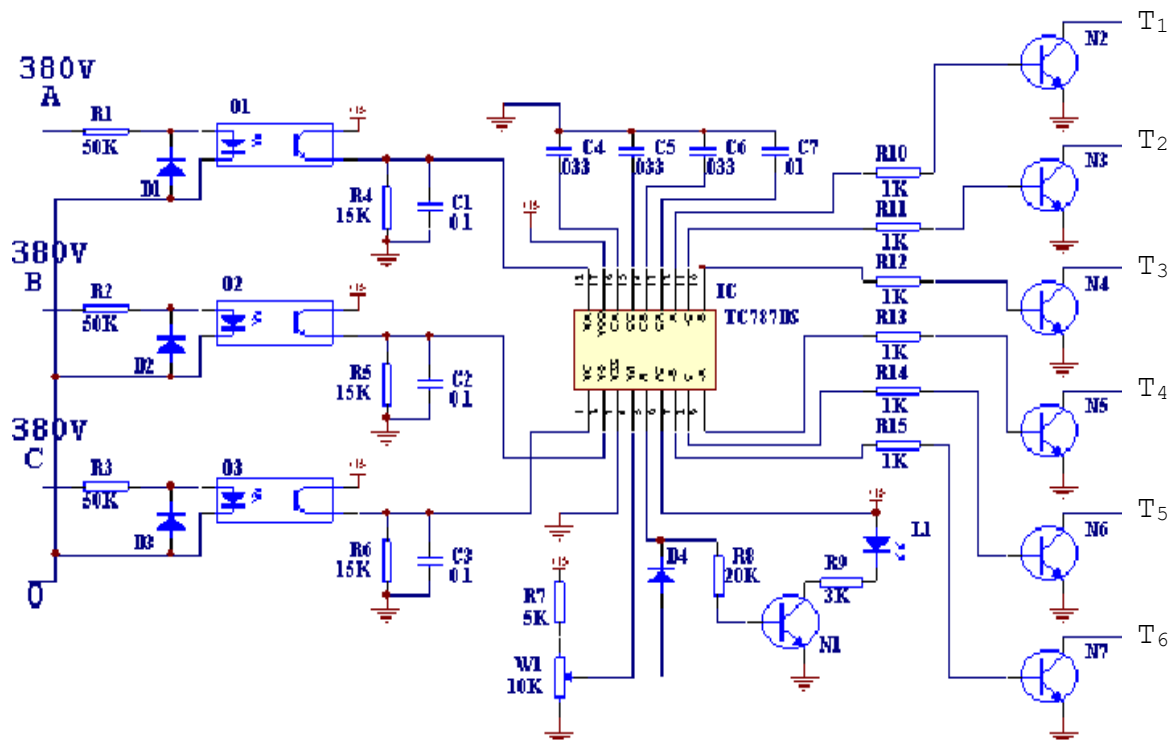 380V
A
R1
50K
D1
O1
R4
15K
C1
01
380V
B
R2
50K
D2
O2
R5
15K
C2
01
380V
C
R3
50K
D3
O3
R6
15K
C3
01
0
C4
.033
C5
.033
C6
.033
C7
.01
IC
TC787DS
R7
5K
W1
10K
D4
R8
20K
N1
R9
3K
L1
R10
1K
R11
1K
R12
1K
R13
1K
R14
1K
R15
1K
N2
T1
N3
T2
N4
T3
N5
T4
N6
T5
N7
T6